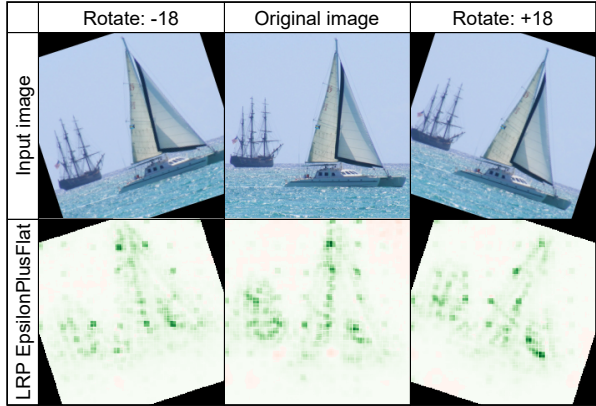 Rotate: -18
Original image
Rotate: +18
Input image
LRP EpsilonPlusFlat